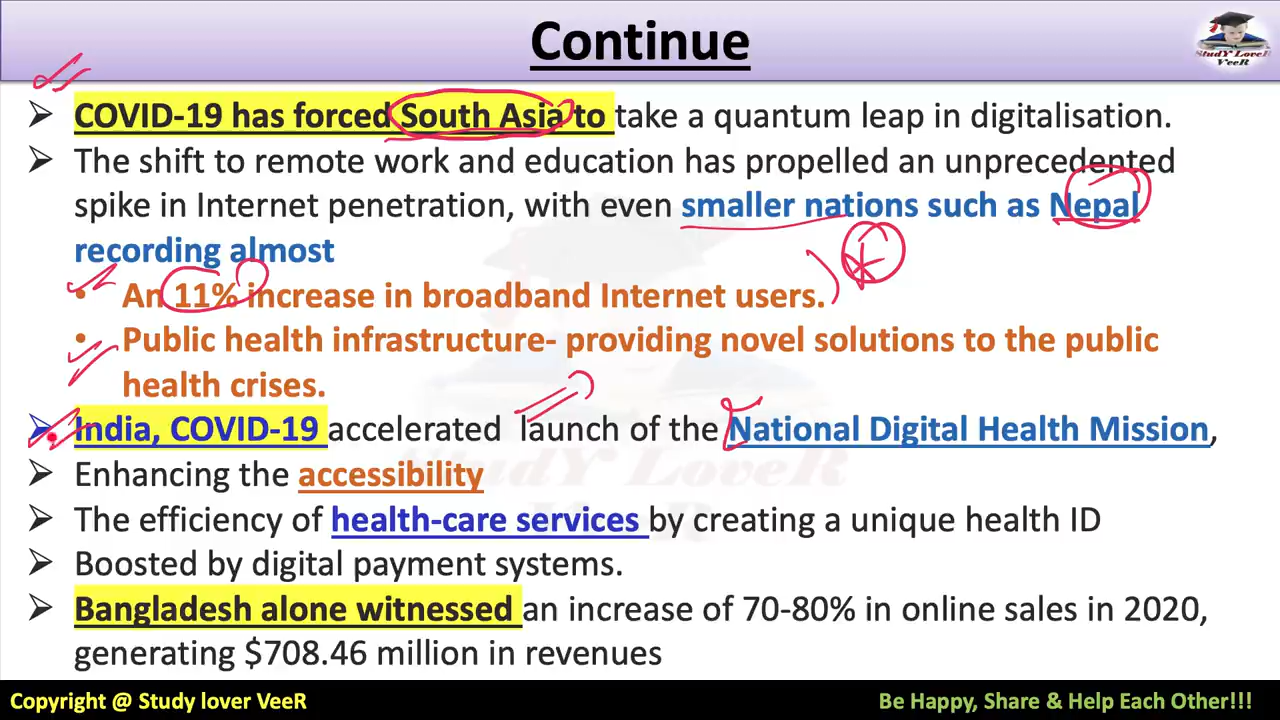 Continue
StudY LoveR
VeeR
➢ COVID-19 has forced South Asia to take a quantum leap in digitalisation.
➢ The shift to remote work and education has propelled an unprecedented
spike in Internet penetration, with even smaller nations such as Nepal
recording almost
• An 11% increase in broadband Internet users.
• Public health infrastructure- providing novel solutions to the public
health crises.
➢ India, COVID-19 accelerated launch of the National Digital Health Mission,
➢ Enhancing the accessibility
➢ The efficiency of health-care services by creating a unique health ID
➢ Boosted by digital payment systems.
➢ Bangladesh alone witnessed an increase of 70-80% in online sales in 2020,
generating $708.46 million in revenues
StudY LoveR
VeeR
Copyright @ Study lover VeeR
Be Happy, Share & Help Each Other!!!